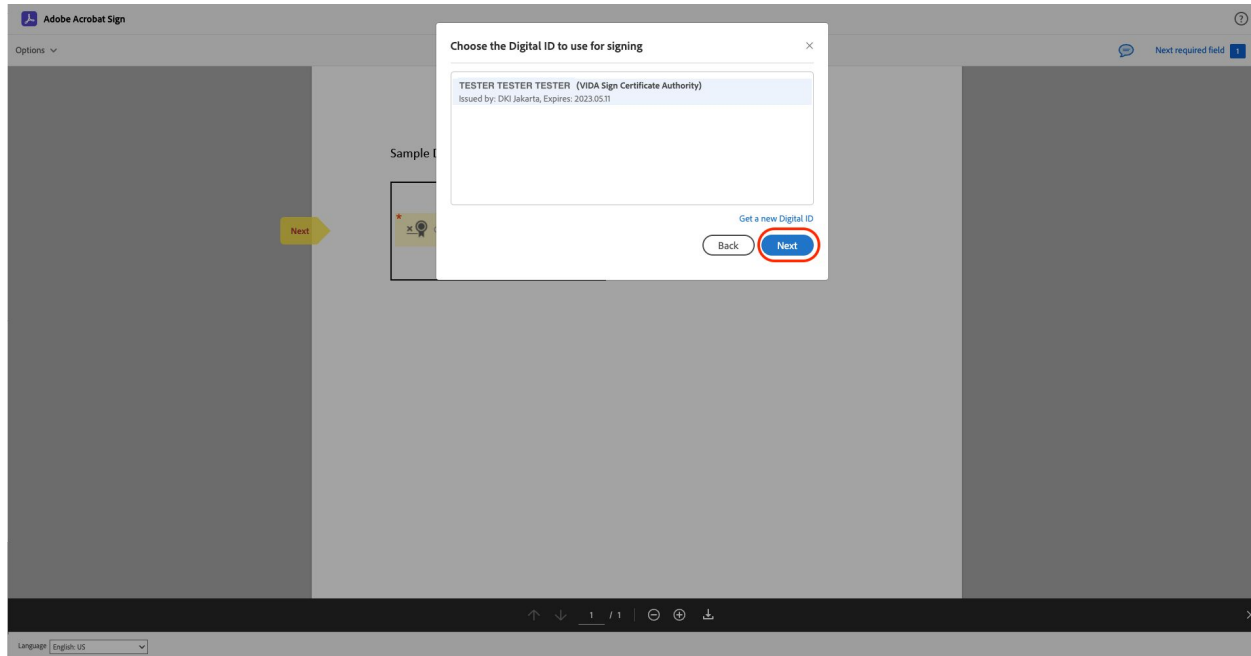 Adobe Acrobat Sign
Options
Next required field 1
Choose the Digital ID to use for signing
TESTER TESTER TESTER (VIDA Sign Certificate Authority)
Issued by: DKI Jakarta, Expires: 2023.05.11
Sample
Next
Get a new Digital ID
Back Next
1 / 1
Language English: US